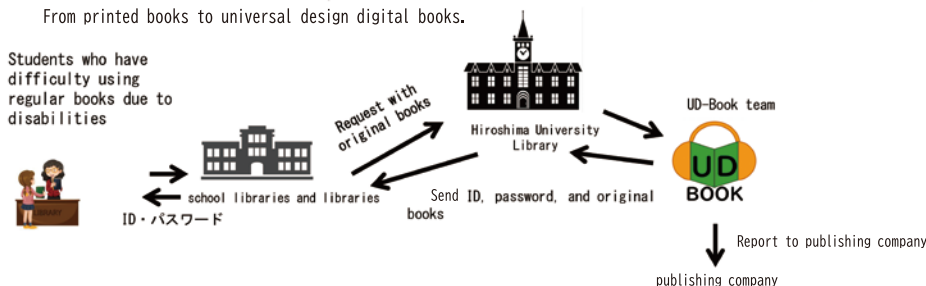 From printed books to universal design digital books.
Students who have
difficulty using
regular books due to
disabilities
LIBRARY
school libraries and libraries
ID・パスワード
Request with
original books
Hiroshima University
Library
Send ID, password, and original
books
UD-Book team
UD
BOOK
Report to publishing company
publishing company